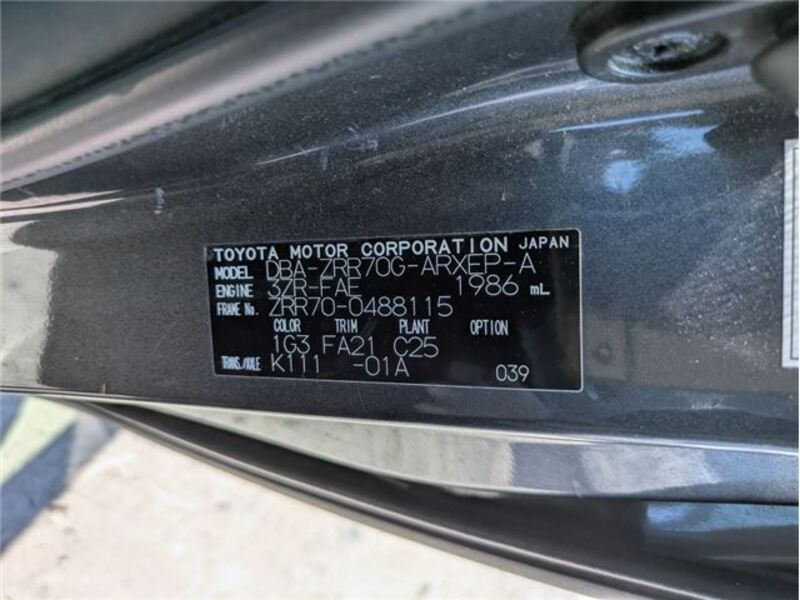 TOYOTA MOTOR CORPORATION JAPAN
MODEL DBA-ZRR70G-ARXEP-A
ENGINE 3ZR-FAE 1986 mL
FRAME No. ZRR70-0488115
COLOR TRIM PLANT OPTION
1G3 FA21 C25
TRANS./AXLE K111 -01A 039